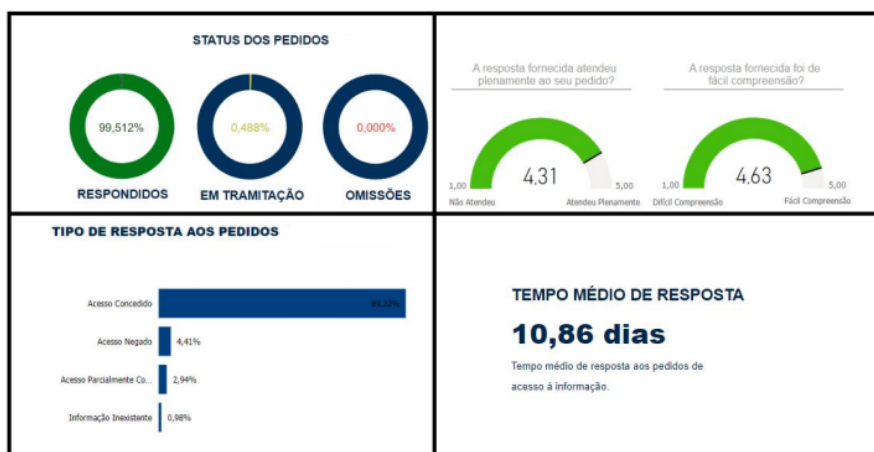 STATUS DOS PEDIDOS
99,512%
0,488%
0,000%
RESPONDIDOS
EM TRAMITAÇÃO
OMISSÕES
A resposta fornecida atendeu
plenamente ao seu pedido?
4.31
1,00
5,00
Não Atendeu
Atendeu Plenamente
A resposta fornecida foi de
fácil compreensão?
4.63
1,00
5,00
Difícil Compreensão
Fácil Compreensão
TIPO DE RESPOSTA AOS PEDIDOS
Acesso Concedido
Acesso Negado 4,41%
Acesso Parcialmente Co... 2,94%
Informação Inexistente 0,98%
TEMPO MÉDIO DE RESPOSTA
10,86 dias
Tempo médio de resposta aos pedidos de
acesso à informação.